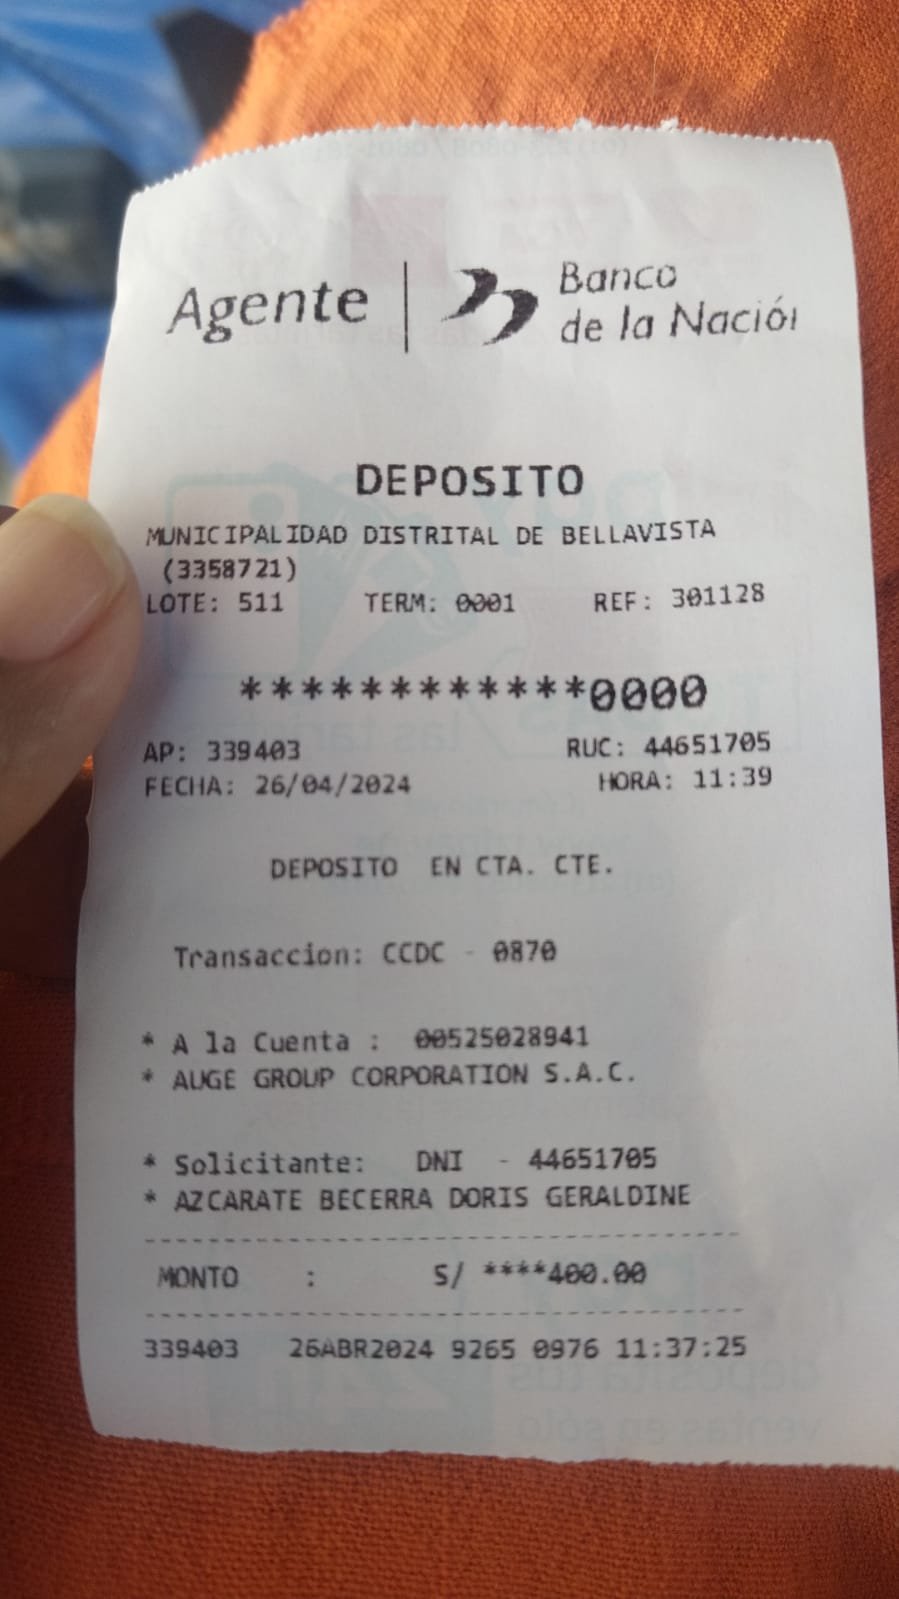 Agente | Banco
de la Nación
DEPOSITO
MUNICIPALIDAD DISTRITAL DE BELLAVISTA
(3358721)
LOTE: 511 TERM: 0001 REF: 301128
************0000
AP: 339403 RUC: 44651705
FECHA: 26/04/2024 HORA: 11:39
DEPOSITO EN CTA. CTE.
Transaccion: CCDC - 0870
* A la Cuenta : 00525028941
* AUGE GROUP CORPORATION S.A.C.
* Solicitante: DNI - 44651705
* AZCARATE BECERRA DORIS GERALDINE
MONTO : S/ ****400.00
339403 26ABR2024 9265 0976 11:37:25